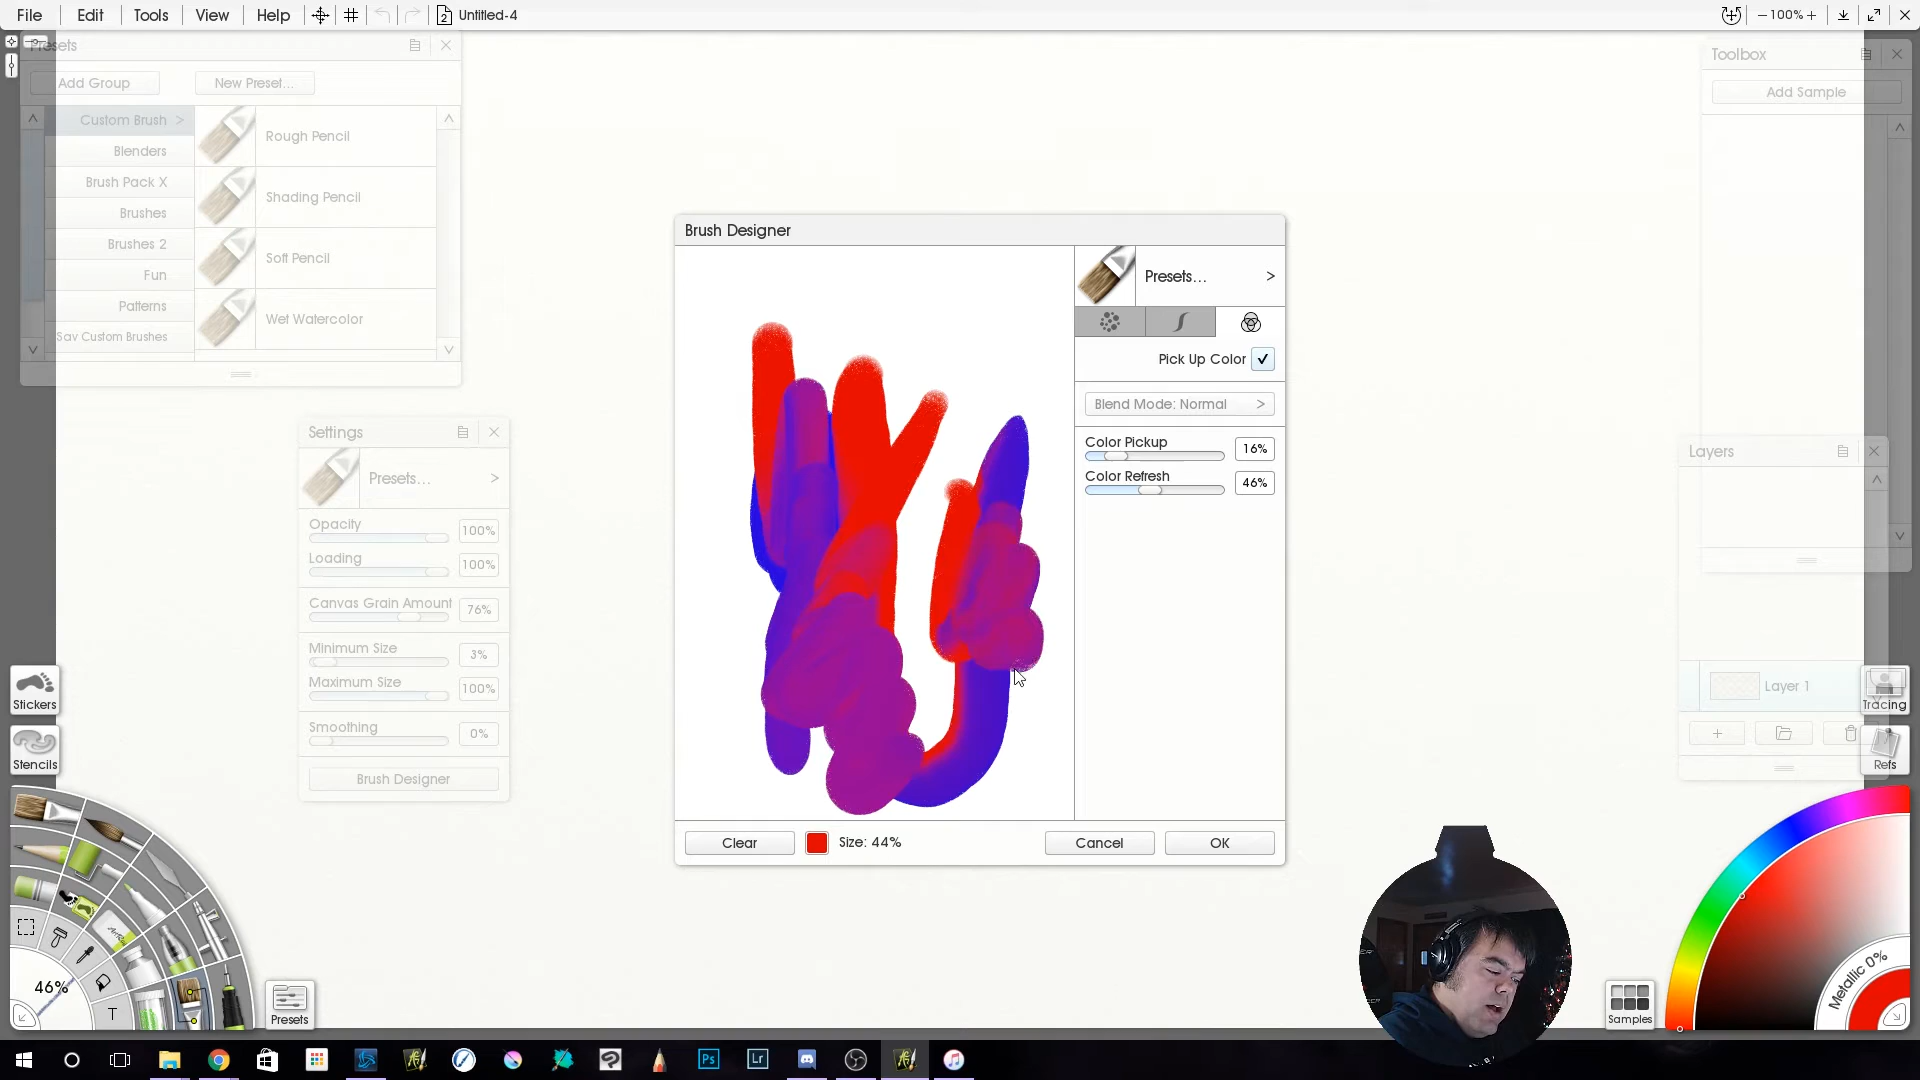 File Edit Tools View Help Untitled-4 100%
Presets
Add Group New Preset...
Custom Brush >
Blenders
Brush Pack X
Brushes
Brushes 2
Fun
Patterns
Sav Custom Brushes
Rough Pencil
Shading Pencil
Soft Pencil
Wet Watercolor
Settings
Presets... >
Opacity 100%
Loading 100%
Canvas Grain Amount 76%
Minimum Size 3%
Maximum Size 100%
Smoothing 0%
Brush Designer
Brush Designer
Presets... >
Pick Up Color
Blend Mode: Normal >
Color Pickup 16%
Color Refresh 46%
Clear Size: 44% Cancel OK
Toolbox
Add Sample
Layers
Layer 1
Stickers
Stencils
Tracing
Refs
46%
T
Presets
Samples
Metallic 0%
Ps
Lr